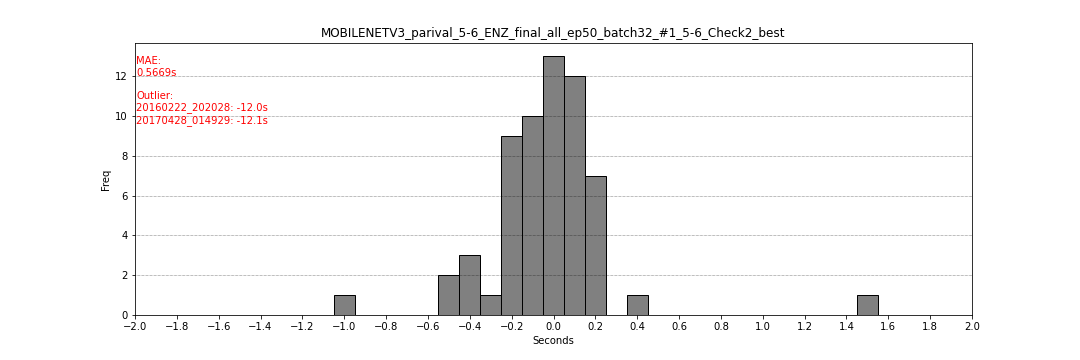 MOBILENETV3_parival_5-6_ENZ_final_all_ep50_batch32_#1_5-6_Check2_best
MAE:
0.5669s
Outlier:
20160222_202028: -12.0s
20170428_014929: -12.1s
12
10
8
6
4
2
0
Freq
−2.0 −1.8 −1.6 −1.4 −1.2 −1.0 −0.8 −0.6 −0.4 −0.2 0.0 0.2 0.4 0.6 0.8 1.0 1.2 1.4 1.6 1.8 2.0
Seconds